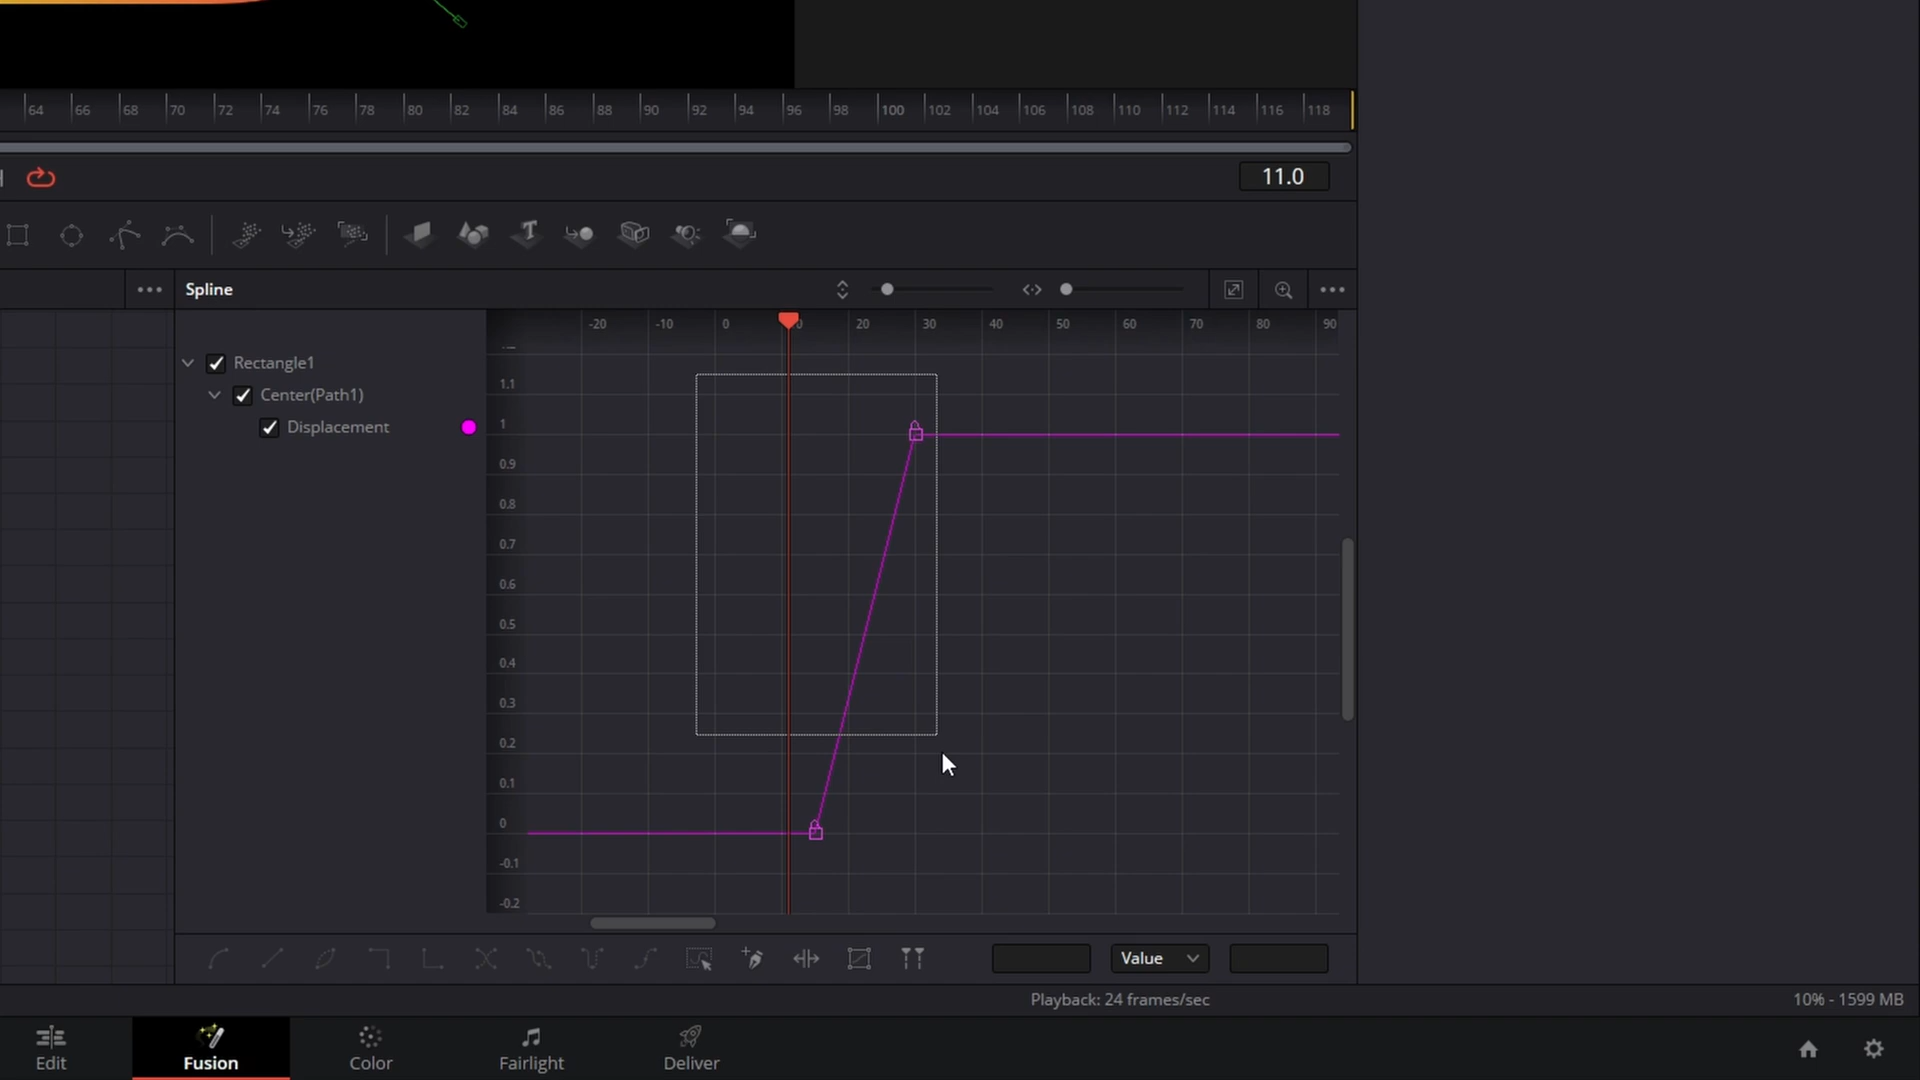 64 66 68 70 72 74 76 78 80 82 84 86 88 90 92 94 96 98 100 102 104 106 108 110 112 114 116 118
11.0
Spline
-20 -10 0 20 30 40 50 60 70 80 90
Rectangle1
Center(Path1)
Displacement
1.1
1
0.9
0.8
0.7
0.6
0.5
0.4
0.3
0.2
0.1
0
-0.1
-0.2
Value
Playback: 24 frames/sec
10% - 1599 MB
Edit Fusion Color Fairlight Deliver